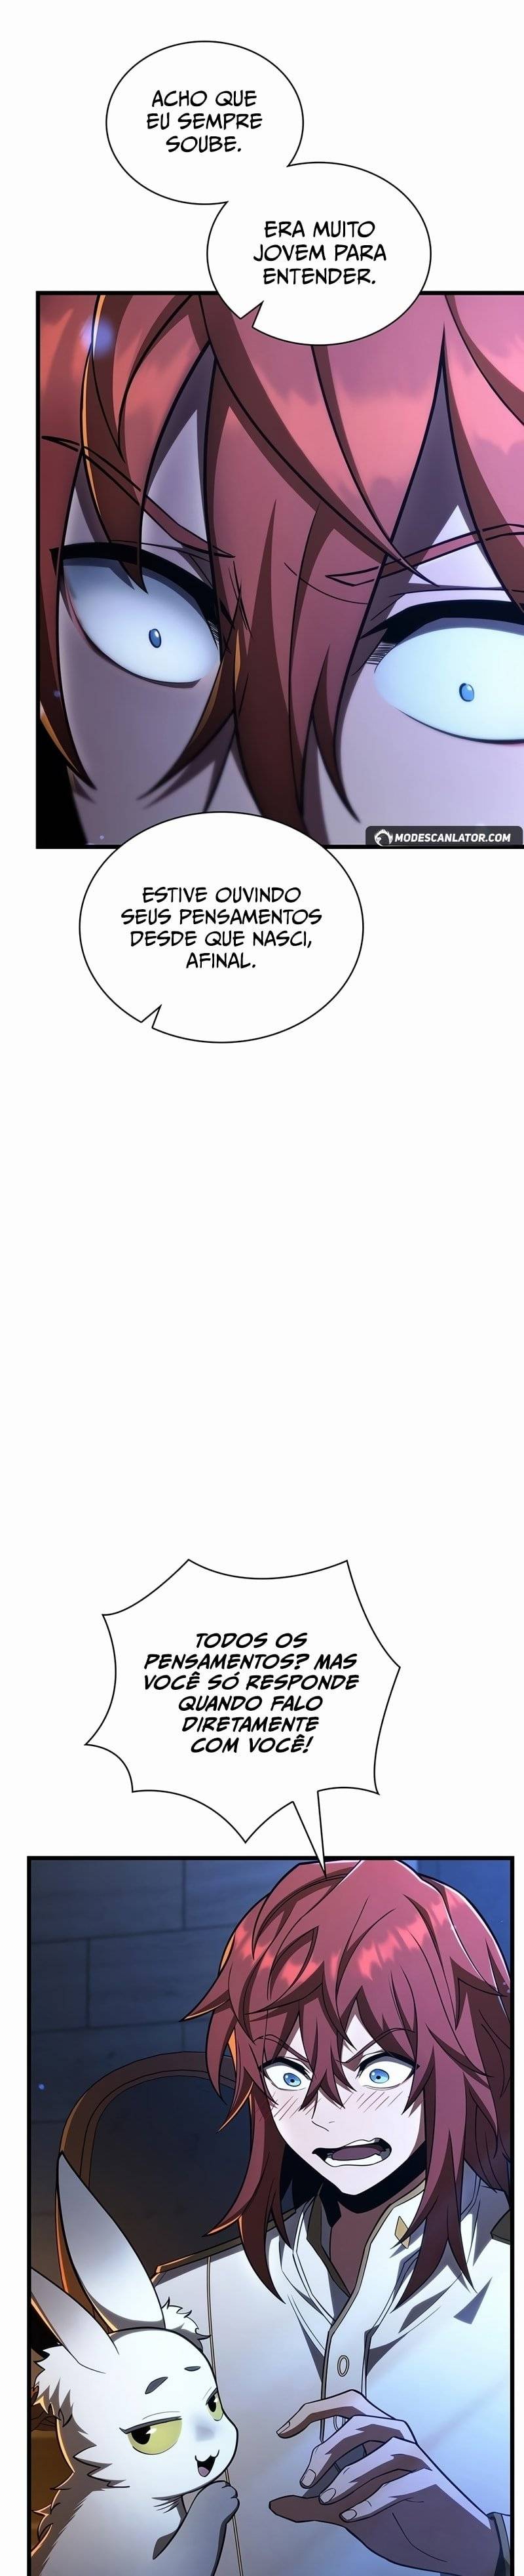 ACHO QUE
EU SEMPRE
SOUBE.
ERA MUITO
JOVEM PARA
ENTENDER.
MODESCANLATOR.COM
ESTIVE OUVINDO
SEUS PENSAMENTOS
DESDE QUE NASCI,
AFINAL.
TODOS OS
PENSAMENTOS? MAS
VOCÊ SÓ RESPONDE
QUANDO FALO
DIRETAMENTE
COM VOCÊ!